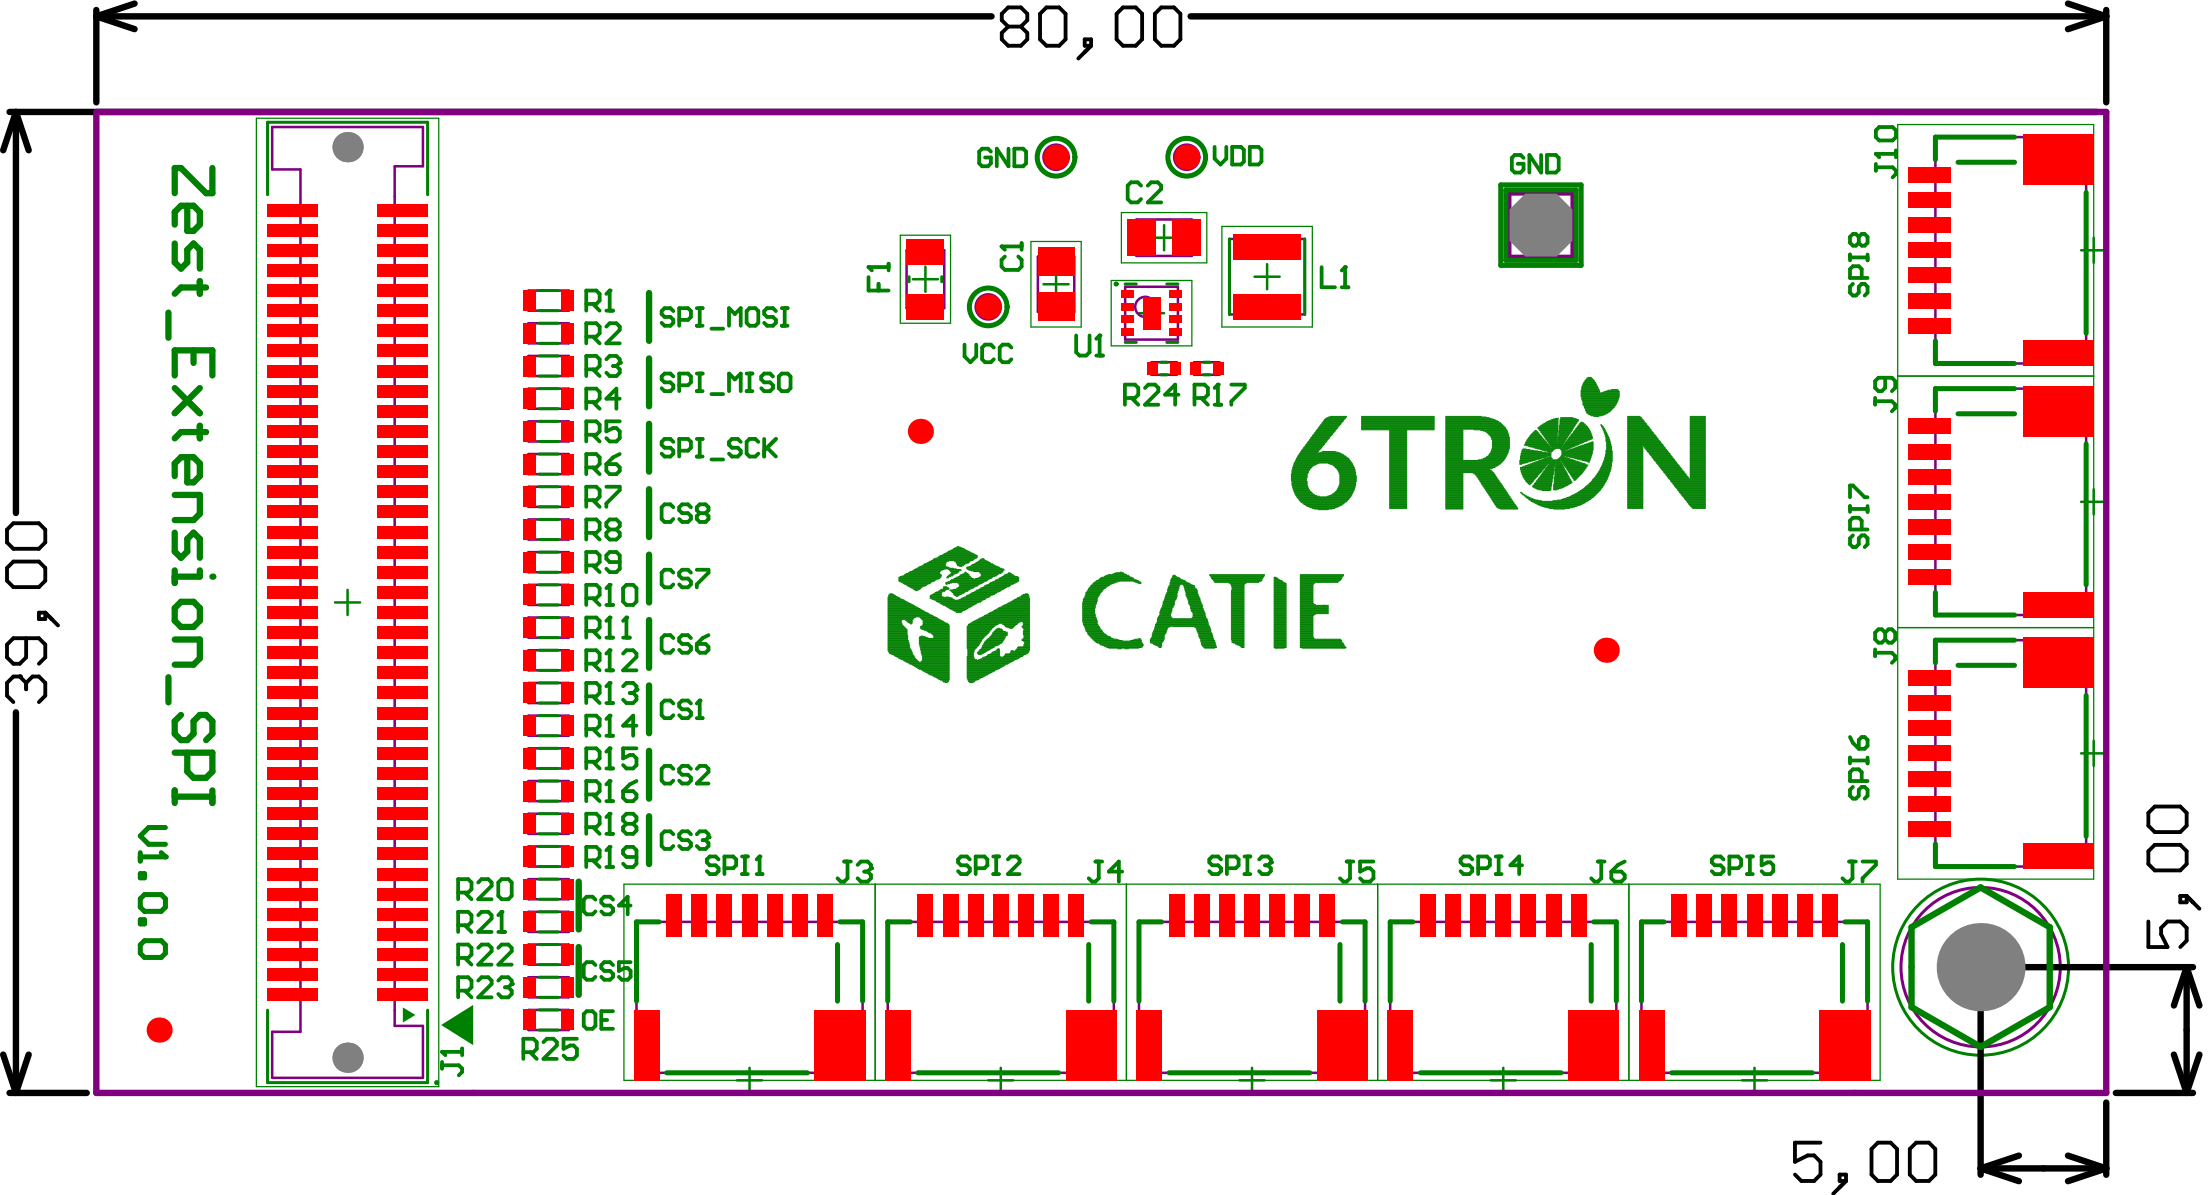 80,00
39,00
Zest_Extension_SPI
V1.0.0
GND
VDD
GND
C2
C1
F1
L1
U1
VCC
R24 R17
J10
SPI8
J9
SPI7
J8
SPI6
R1
R2
SPI_MOSI
R3
R4
SPI_MISO
R5
R6
SPI_SCK
R7
R8
CS8
R9
R10
CS7
R11
R12
CS6
R13
R14
CS1
R15
R16
CS2
R18
R19
CS3
R20
R21
CS4
R22
R23
CS5
OE
R25
J1
6TRON
CATIE
SPI1 J3
SPI2 J4
SPI3 J5
SPI4 J6
SPI5 J7
5,00
5,00